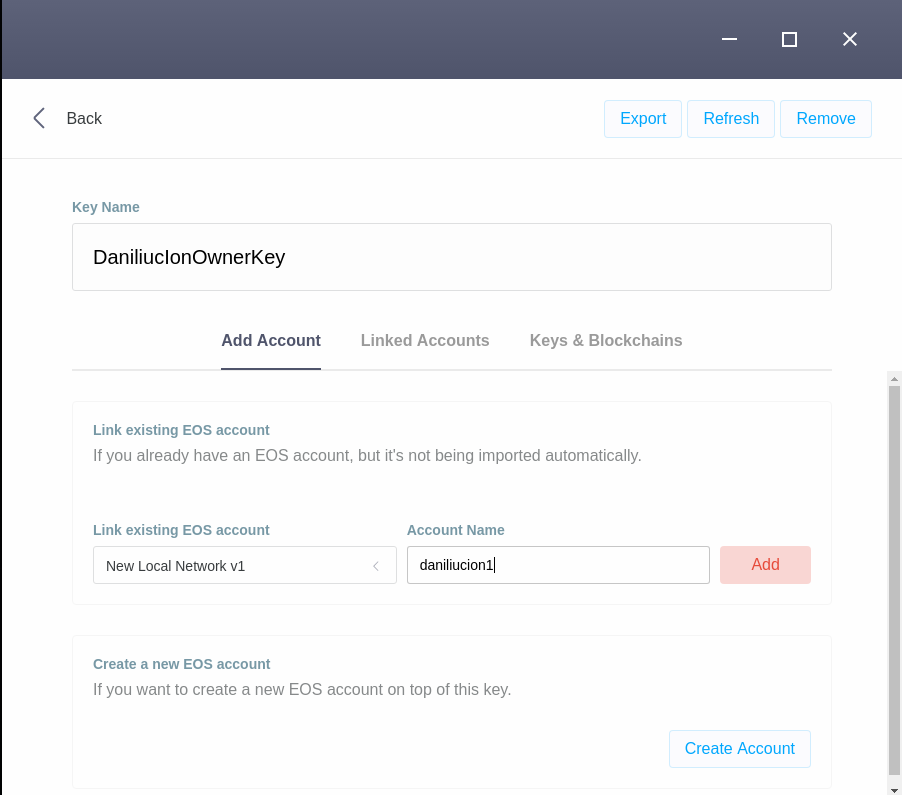 Back
Export
Refresh
Remove
Key Name
DaniliucIonOwnerKey
Add Account
Linked Accounts
Keys & Blockchains
Link existing EOS account
If you already have an EOS account, but it's not being imported automatically.
Link existing EOS account
Account Name
New Local Network v1
daniliucion1
Add
Create a new EOS account
If you want to create a new EOS account on top of this key.
Create Account